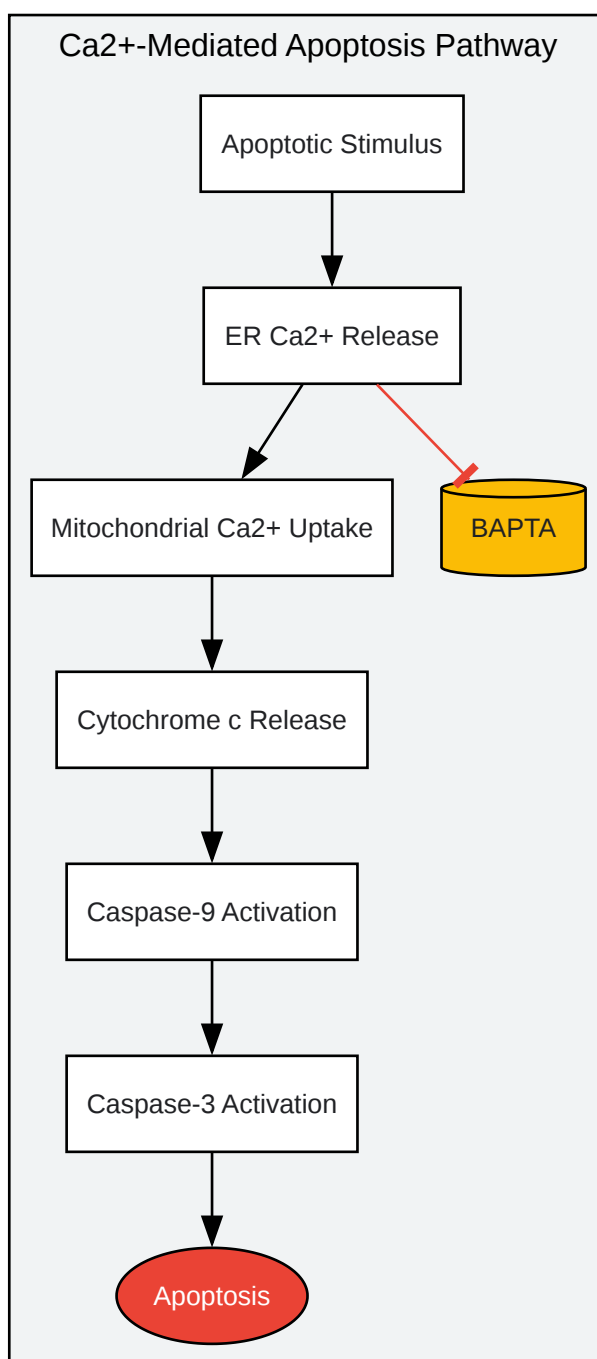 Ca2+-Mediated Apoptosis Pathway
Apoptotic Stimulus
ER Ca2+ Release
Mitochondrial Ca2+ Uptake
BAPTA
Cytochrome c Release
Caspase-9 Activation
Caspase-3 Activation
Apoptosis